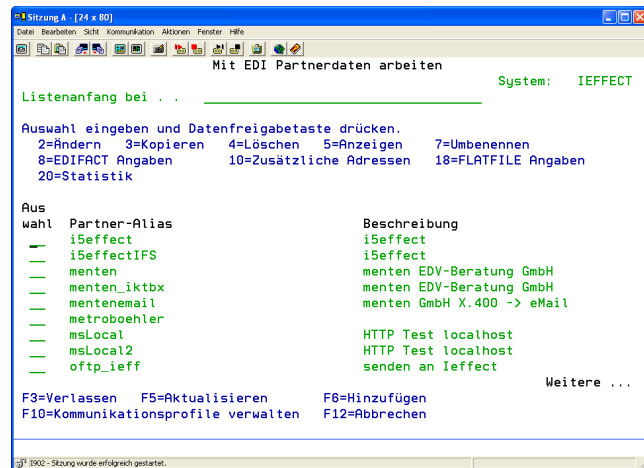 Sitzung A - [24 x 80]
Datei Bearbeiten Sicht Kommunikation Aktionen Fenster Hilfe
Mit EDI Partnerdaten arbeiten
System: IEFFECT
Listenanfang bei . .
Auswahl eingeben und Datenfreigabetaste drücken.
2=Ändern 3=Kopieren 4=Löschen 5=Anzeigen 7=Umbenennen
8=EDIFACT Angaben 10=Zusätzliche Adressen 18=FLATFILE Angaben
20=Statistik
Aus
wahl Partner-Alias Beschreibung
i5effect i5effect
i5effectIFS i5effect
menten menten EDV-Beratung GmbH
menten_iktbx menten EDV-Beratung GmbH
mentenemail menten GmbH X.400 -> eMail
metroboehler
msLocal HTTP Test localhost
msLocal2 HTTP Test localhost
oftp_ieff senden an Ieffect
Weitere ...
F3=Verlassen F5=Aktualisieren F6=Hinzufügen
F10=Kommunikationsprofile verwalten F12=Abbrechen
I902 - Sitzung wurde erfolgreich gestartet.